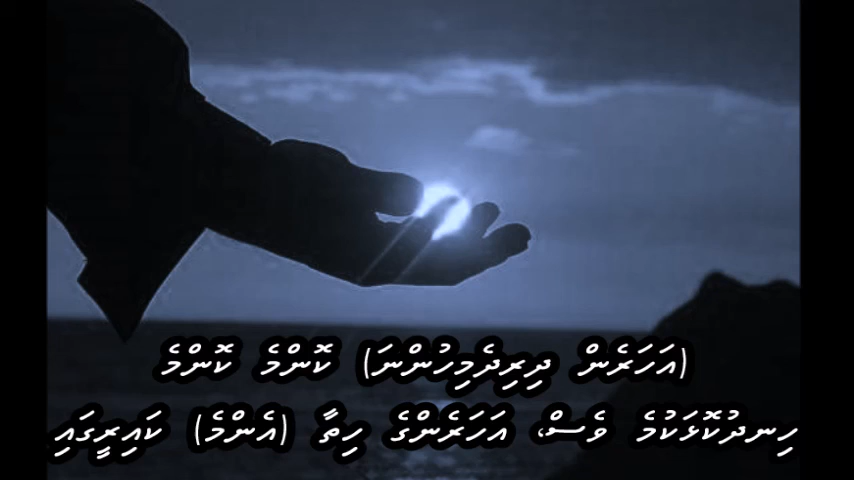 (އަހަރެން ދިރިދެމިހުންނަ) ކޮންމެ ކޮންމެ
ހިނދުކޮޅަކުމެ ވެސް، އަހަރެންގެ ހިތާ (އެންމެ) ކައިރީގައި